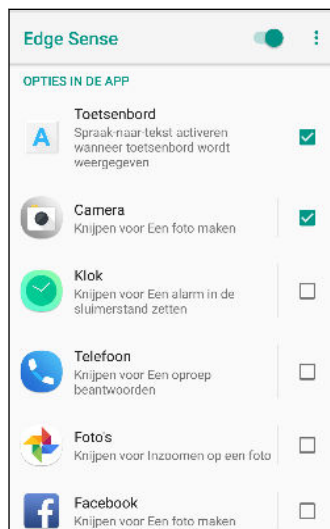 Edge Sense
OPTIES IN DE APP
Toetsenbord
Spraak-naar-tekst activeren
wanneer toetsenbord wordt
weergegeven
Camera
Knijpen voor Een foto maken
Klok
Knijpen voor Een alarm in de
sluimerstand zetten
Telefoon
Knijpen voor Een oproep
beantwoorden
Foto's
Knijpen voor Inzoomen op een foto
Facebook
Knijpen voor Een foto maken